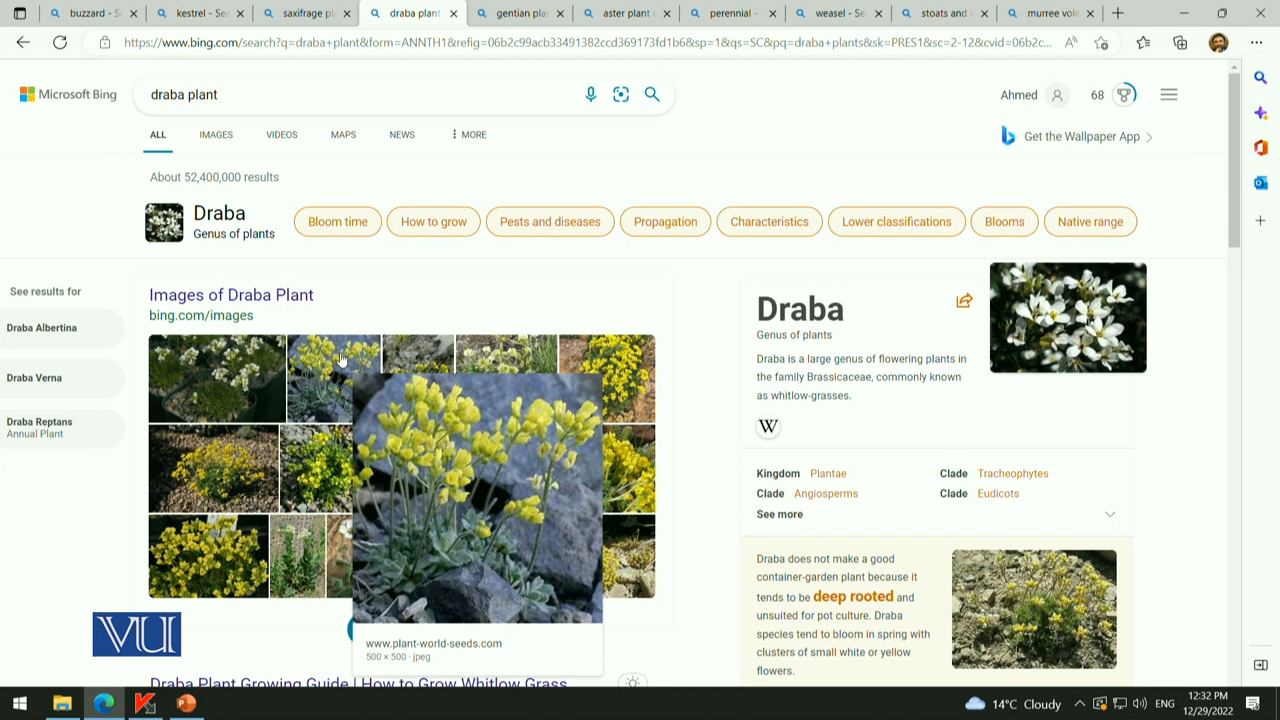 buzzard - Se
kestrel - Sea
saxifrage pl
draba plant
gentian pla
aster plant
perennial -
weasel - Se
stoats and v
murree vole
https://www.bing.com/search?q=draba+plant&form=ANNTH1&refig=06b2c99acb33491382ccd369173fd1b6&sp=1&qs=SC&pq=draba+plants&sk=PRES1&sc=2-12&cvid=06b2c...
Microsoft Bing
draba plant
Ahmed
68
ALL
IMAGES
VIDEOS
MAPS
NEWS
MORE
Get the Wallpaper App
About 52,400,000 results
Draba
Genus of plants
Bloom time
How to grow
Pests and diseases
Propagation
Characteristics
Lower classifications
Blooms
Native range
See results for
Draba Albertina
Draba Verna
Draba Reptans
Annual Plant
Images of Draba Plant
bing.com/images
www.plant-world-seeds.com
500 × 500 · jpeg
Draba Plant Growing Guide | How to Grow Whitlow Grass
Draba
Genus of plants
Draba is a large genus of flowering plants in
the family Brassicaceae, commonly known
as whitlow-grasses.
W
Kingdom Plantae
Clade Tracheophytes
Clade Angiosperms
Clade Eudicots
See more
Draba does not make a good
container-garden plant because it
tends to be deep rooted and
unsuited for pot culture. Draba
species tend to bloom in spring with
clusters of small white or yellow
flowers.
VU
14°C Cloudy
ENG
12:32 PM
12/29/2022